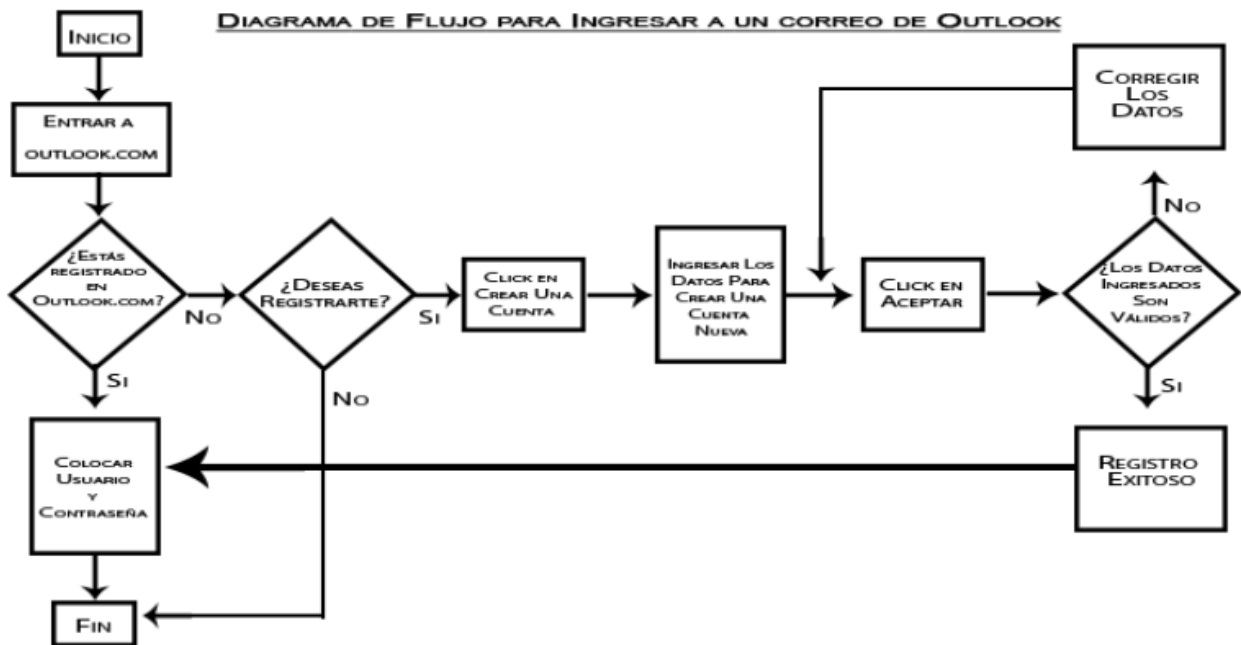 Diagrama de Flujo para Ingresar a un correo de Outlook
Inicio
Entrar a
outlook.com
¿Estás
registrado
en
Outlook.com?
No
Si
¿Deseas
Registrarte?
Si
No
Click en
Crear Una
Cuenta
Ingresar Los
Datos Para
Crear Una
Cuenta
Nueva
Click en
Aceptar
¿Los Datos
Ingresados
Son
Válidos?
No
Si
Corregir
Los
Datos
Registro
Exitoso
Colocar
Usuario
y
Contraseña
Fin